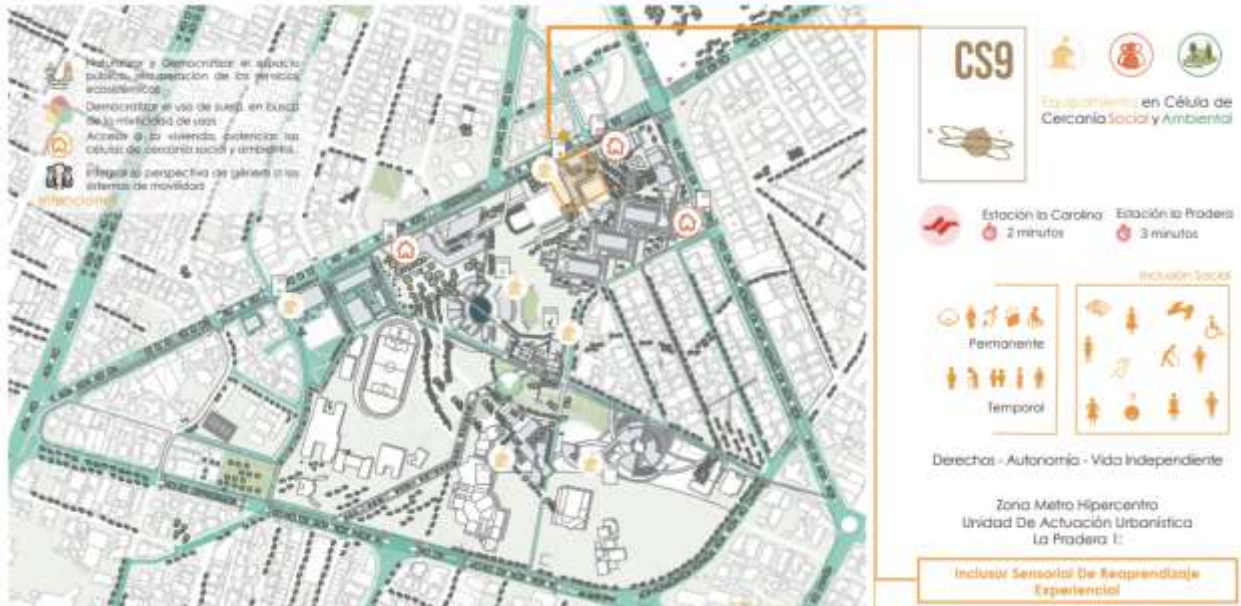 Naturalizar y Democratizar el espacio
público, recuperación de los servicios
ecosistémicos
Democratizar el uso de suelo, en busca
de la mixticidad de usos
Acceso a la vivienda, potenciar las
células de cercanía social y ambiental
Integrar la perspectiva de género a los
sistemas de movilidad
Intenciones
CS9
Equipamiento en Célula de
Cercanía Social y Ambiental
Estación la Carolina
2 minutos
Estación la Pradera
3 minutos
Inclusión Social
Permanente
Temporal
Derechos - Autonomía - Vida Independiente
Zona Metro Hipercentro
Unidad De Actuación Urbanística
La Pradera 1:
Inclusor Sensorial De Reaprendizaje
Experiencial